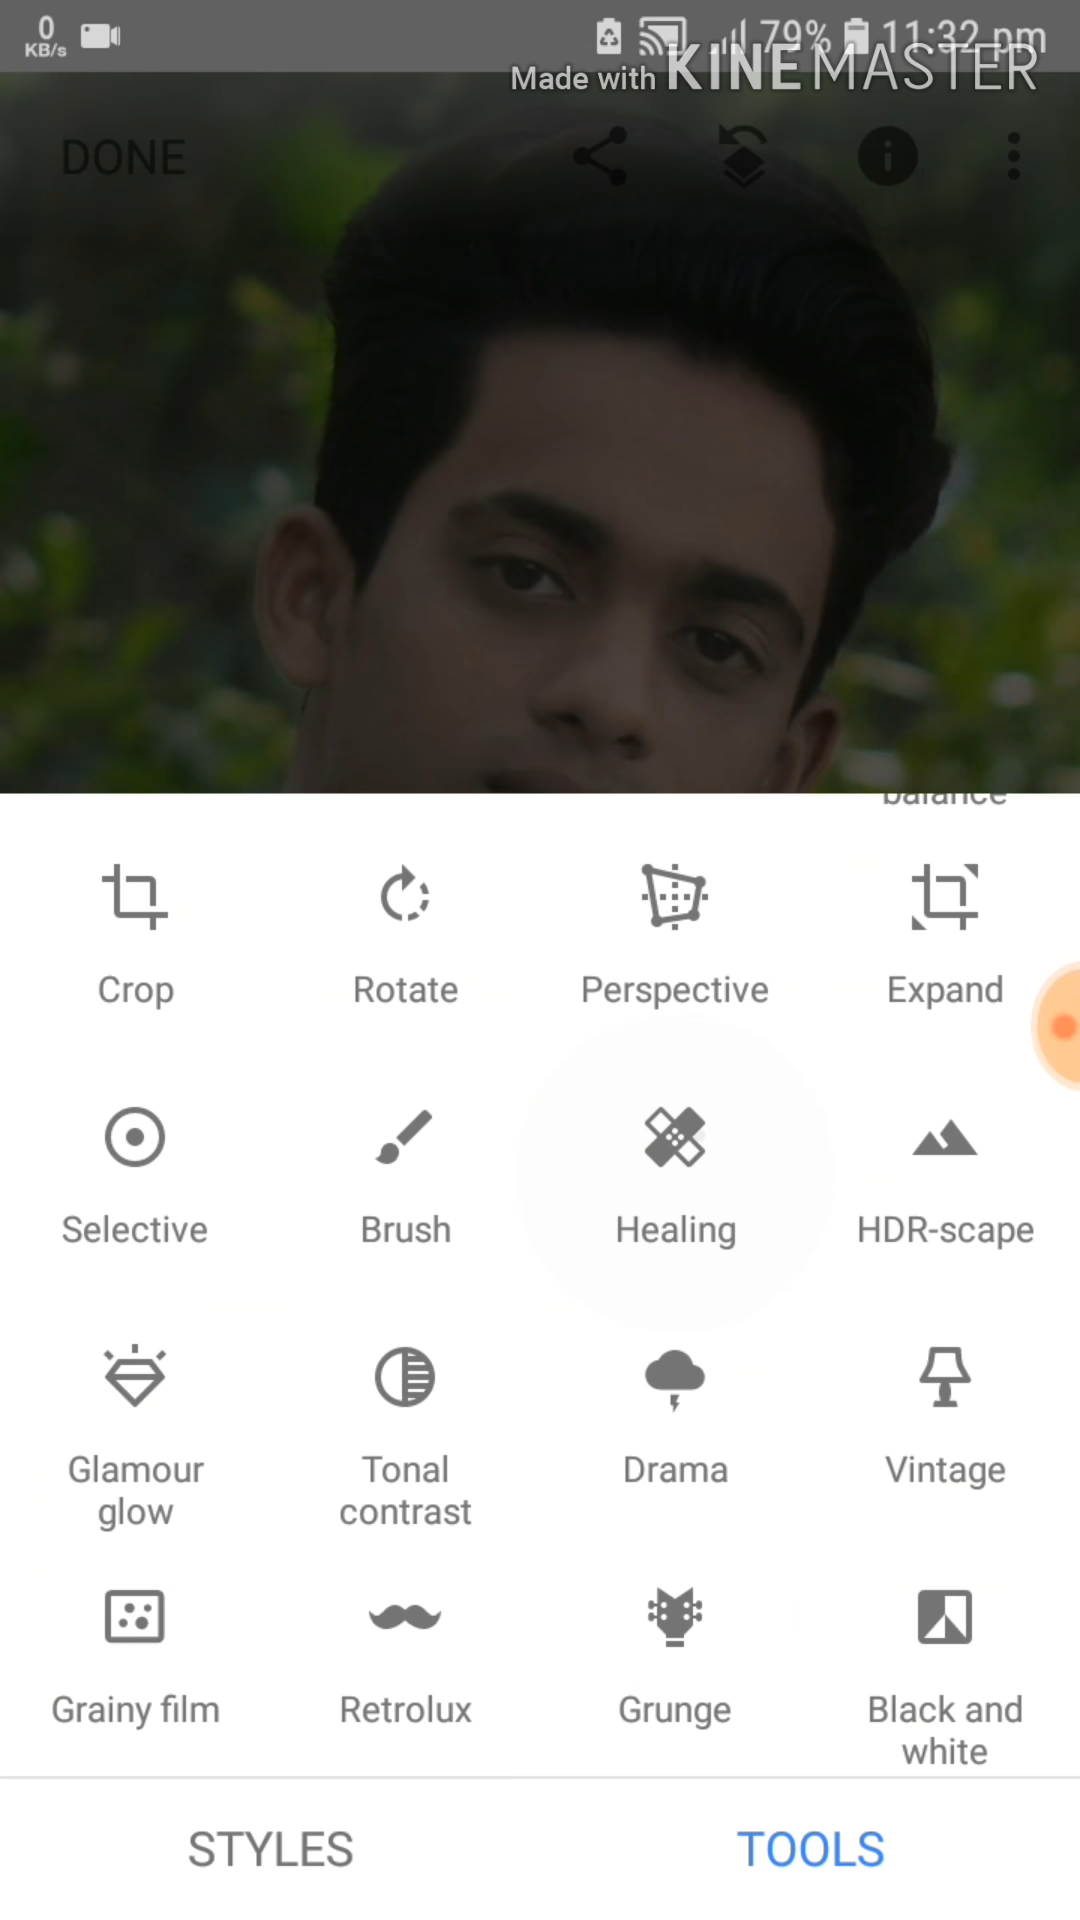 0
KB/s
79% 11:32 pm
Made with KINEMASTER
DONE
balance
Crop Rotate Perspective Expand
Selective Brush Healing HDR-scape
Glamour glow
Tonal contrast
Drama Vintage
Grainy film Retrolux Grunge
Black and white
STYLES TOOLS